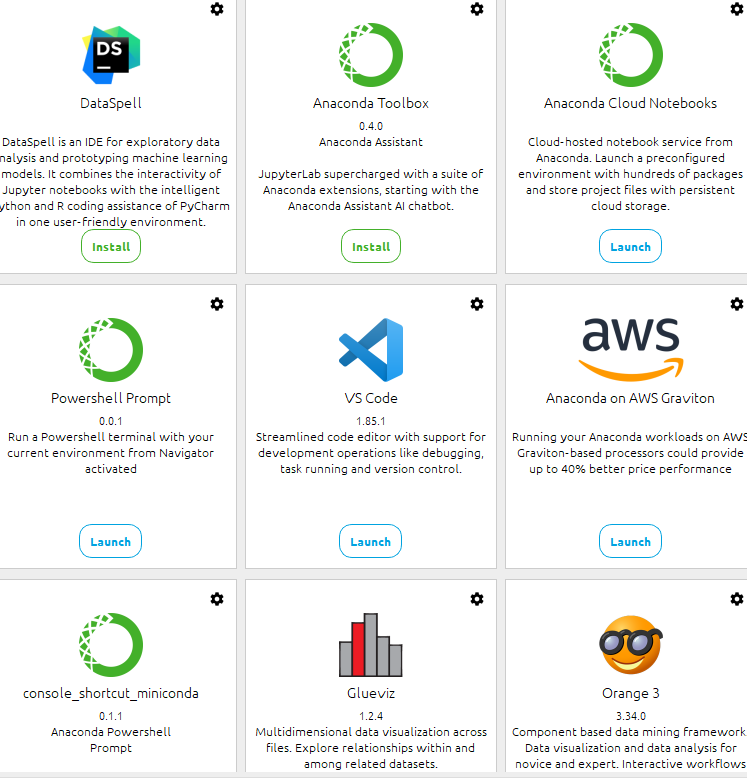 DS
DataSpell
DataSpell is an IDE for exploratory data
nalysis and prototyping machine learning
models. It combines the interactivity of
Jupyter notebooks with the intelligent
ython and R coding assistance of PyCharm
in one user-friendly environment.
Install
Anaconda Toolbox
0.4.0
Anaconda Assistant
JupyterLab supercharged with a suite of
Anaconda extensions, starting with the
Anaconda Assistant AI chatbot.
Install
Anaconda Cloud Notebooks
Cloud-hosted notebook service from
Anaconda. Launch a preconfigured
environment with hundreds of packages
and store project files with persistent
cloud storage.
Launch
Powershell Prompt
0.0.1
Run a Powershell terminal with your
current environment from Navigator
activated
Launch
VS Code
1.85.1
Streamlined code editor with support for
development operations like debugging,
task running and version control.
Launch
aws
Anaconda on AWS Graviton
Running your Anaconda workloads on AWS
Graviton-based processors could provide
up to 40% better price performance
Launch
console_shortcut_miniconda
0.1.1
Anaconda Powershell
Prompt
Glueviz
1.2.4
Multidimensional data visualization across
files. Explore relationships within and
among related datasets.
Orange 3
3.34.0
Component based data mining framework.
Data visualization and data analysis for
novice and expert. Interactive workflows